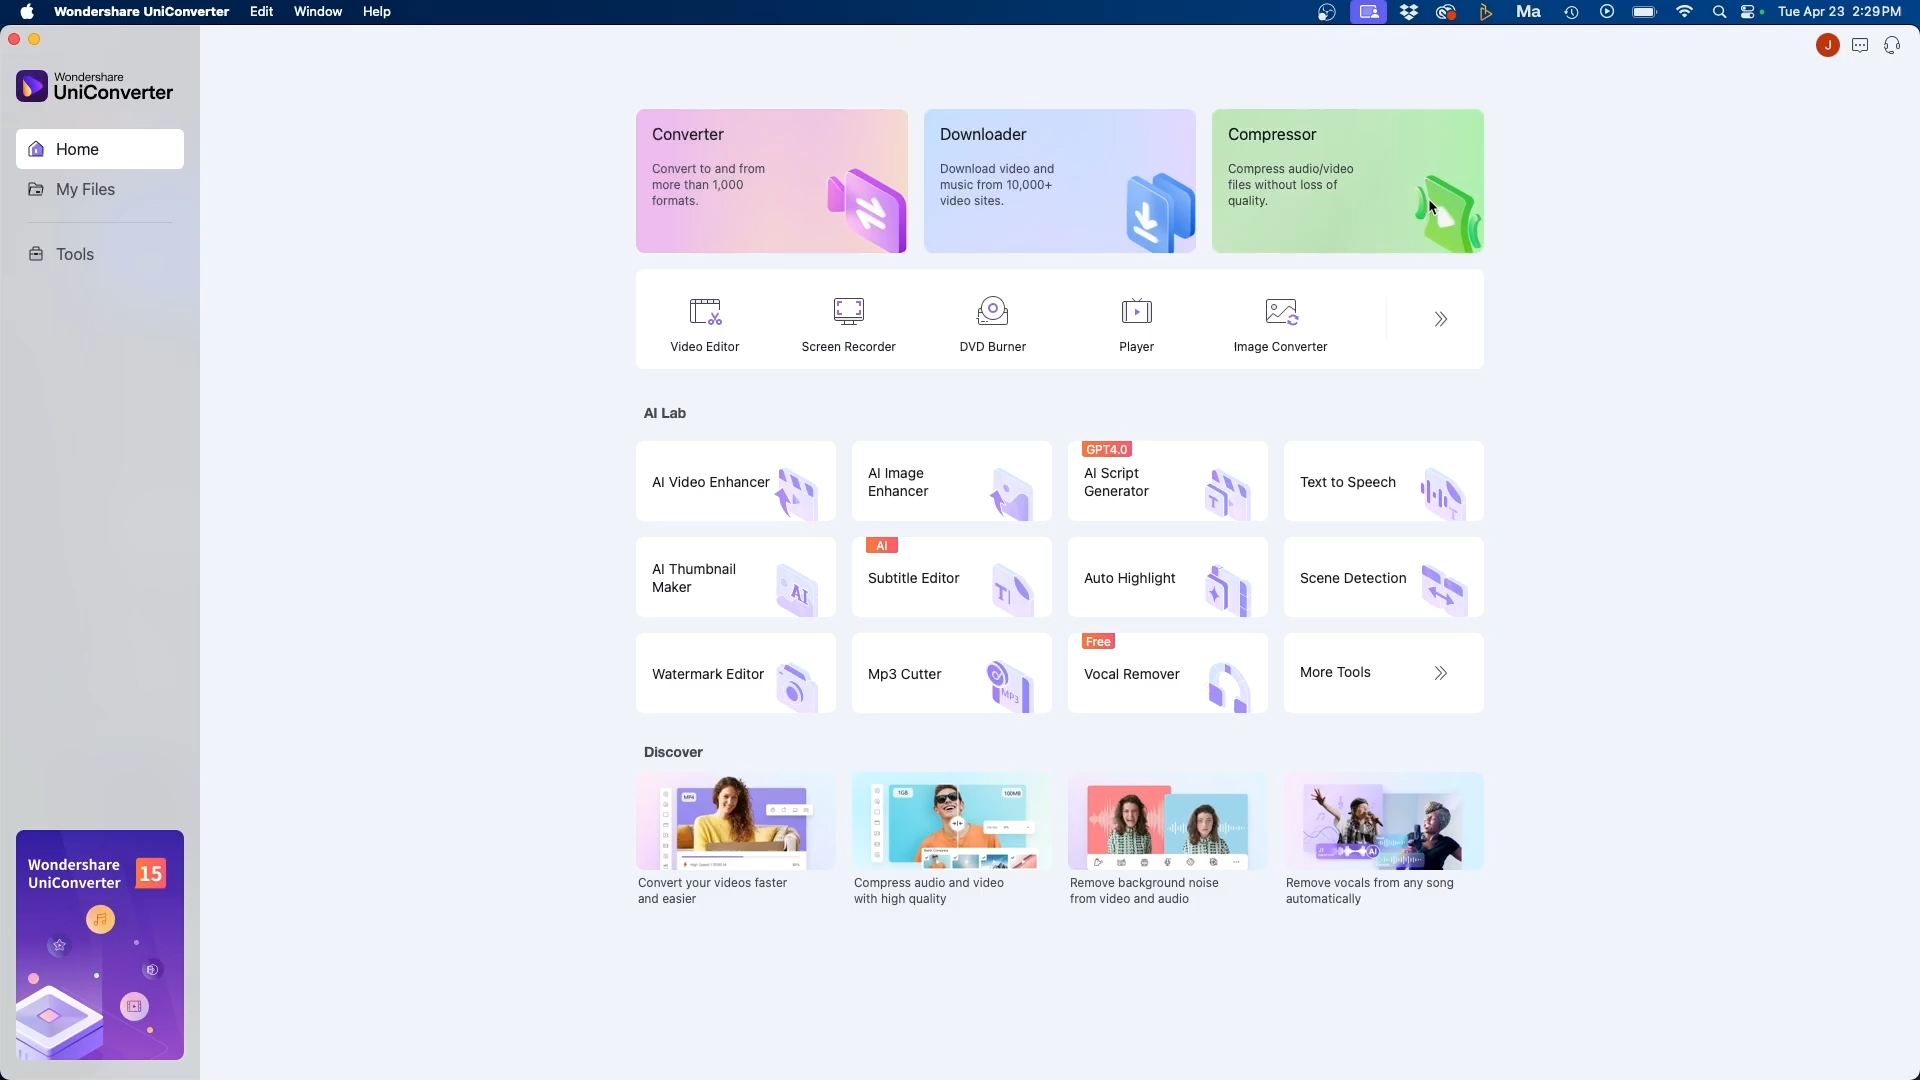 Wondershare UniConverter Edit Window Help Ma Tue Apr 23 2:29PM
J
Wondershare
UniConverter
Home
My Files
Tools
Converter
Convert to and from
more than 1,000
formats.
Downloader
Download video and
music from 10,000+
video sites.
Compressor
Compress audio/video
files without loss of
quality.
Video Editor
Screen Recorder
DVD Burner
Player
Image Converter
AI Lab
AI Video Enhancer
AI Image
Enhancer
GPT4.0
AI Script
Generator
T
Text to Speech
T
AI Thumbnail
Maker
AI
AI
Subtitle Editor
T
Auto Highlight
Scene Detection
Watermark Editor
Mp3 Cutter
MP3
Free
Vocal Remover
More Tools
Discover
MP4
Convert your videos faster
and easier
1GB
100MB
Compress audio and video
with high quality
Remove background noise
from video and audio
AI
Remove vocals from any song
automatically
Wondershare
UniConverter 15